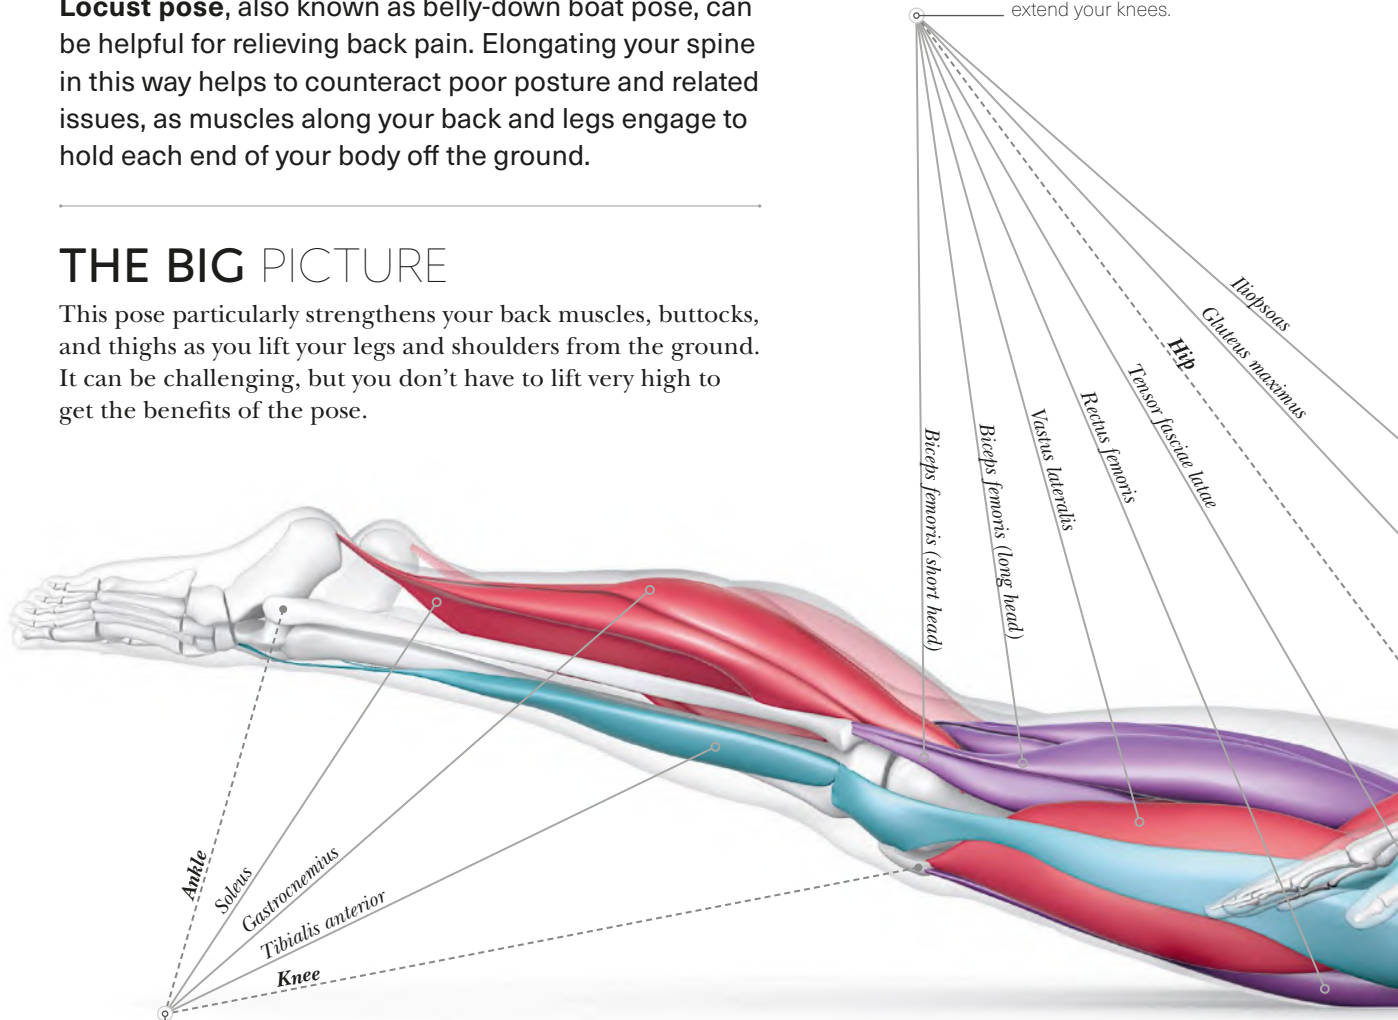 Locust pose, also known as belly-down boat pose, can
be helpful for relieving back pain. Elongating your spine
in this way helps to counteract poor posture and related
issues, as muscles along your back and legs engage to
hold each end of your body off the ground.
THE BIG PICTURE
This pose particularly strengthens your back muscles, buttocks,
and thighs as you lift your legs and shoulders from the ground.
It can be challenging, but you don’t have to lift very high to
get the benefits of the pose.
extend your knees.
Biceps femoris (short head)
Biceps femoris (long head)
Vastus lateralis
Rectus femoris
Tensor fasciae latae
Hip
Gluteus maximus
Iliopsoas
Ankle
Soleus
Gastrocnemius
Tibialis anterior
Knee